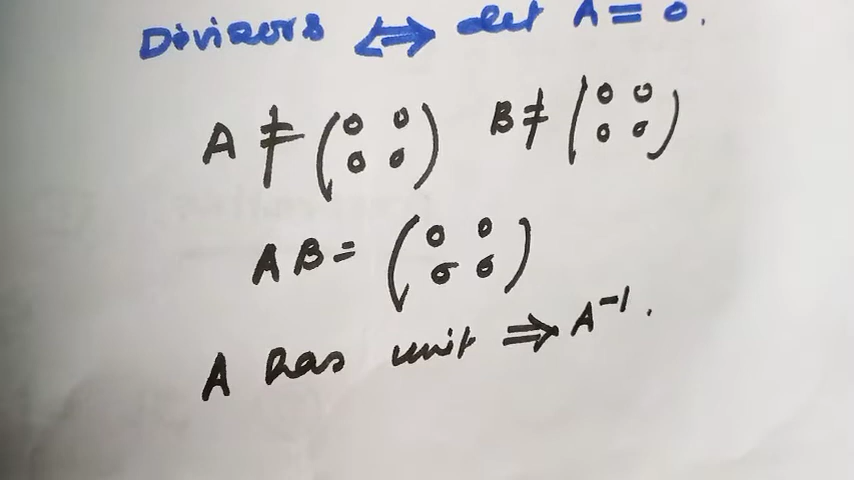 Divisors ⟺ det A = 0.
A ≠ (0 0 0 0) B ≠ (0 0 0 0)
AB = (0 0 0 0)
A has unit ⇒ A⁻¹.